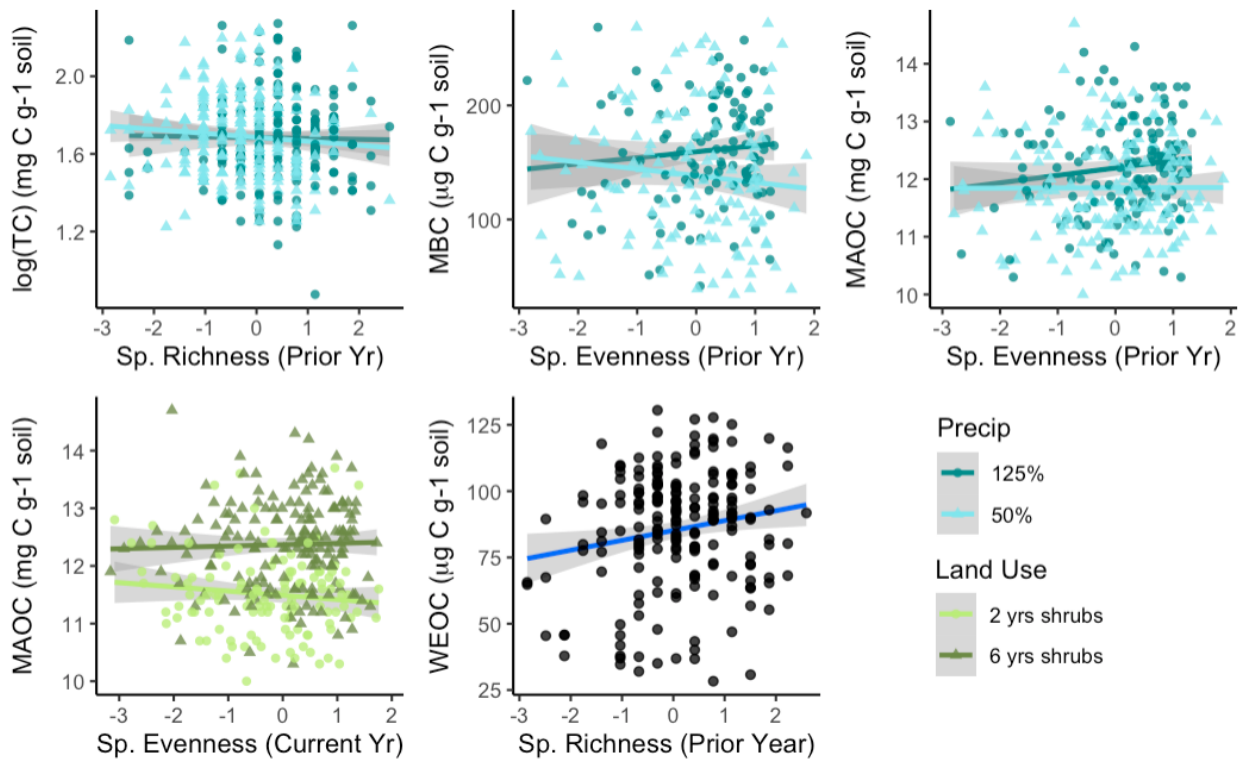 log(TC) (mg C g-1 soil)
2.0
1.6
1.2
-3 -2 -1 0 1 2
Sp. Richness (Prior Yr)
MBC (μg C g-1 soil)
200
100
-3 -2 -1 0 1 2
Sp. Evenness (Prior Yr)
MAOC (mg C g-1 soil)
14
13
12
11
10
-3 -2 -1 0 1 2
Sp. Evenness (Prior Yr)
MAOC (mg C g-1 soil)
14
13
12
11
10
-3 -2 -1 0 1 2
Sp. Evenness (Current Yr)
WEOC (μg C g-1 soil)
125
100
75
50
25
-3 -2 -1 0 1 2
Sp. Richness (Prior Year)
Precip
125%
50%
Land Use
2 yrs shrubs
6 yrs shrubs